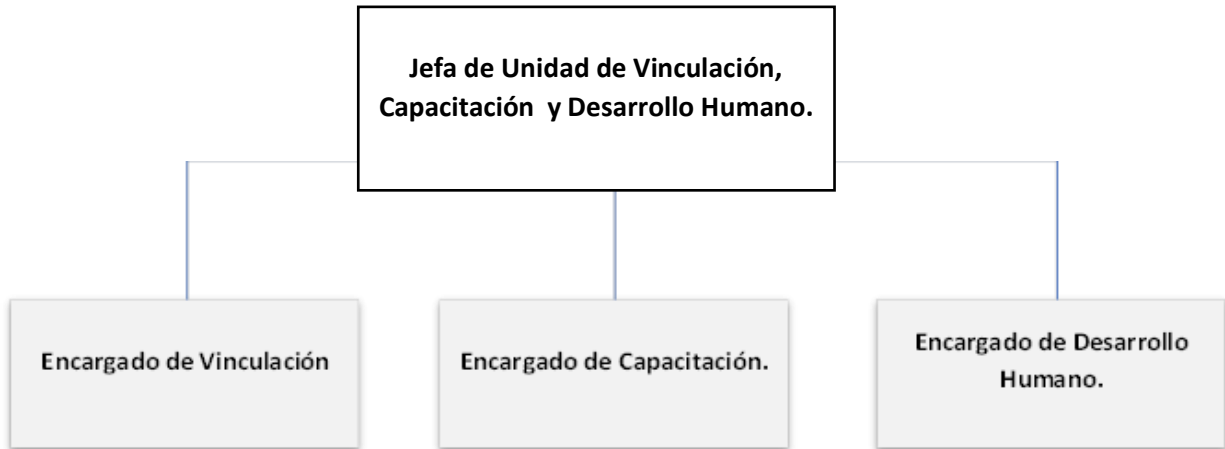 Jefa de Unidad de Vinculación,
Capacitación y Desarrollo Humano.
Encargado de Vinculación
Encargado de Capacitación.
Encargado de Desarrollo
Humano.